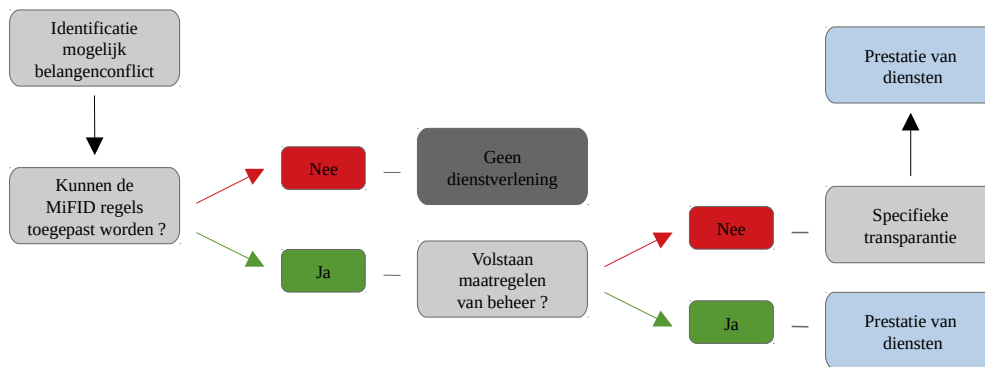 Identificatie
mogelijk
belangenconflict
Kunnen de
MiFID regels
toegepast worden ?
Nee
Geen
dienstverlening
Ja
Volstaan
maatregelen
van beheer ?
Nee
Specifieke
transparantie
Prestatie van
diensten
Ja
Prestatie van
diensten